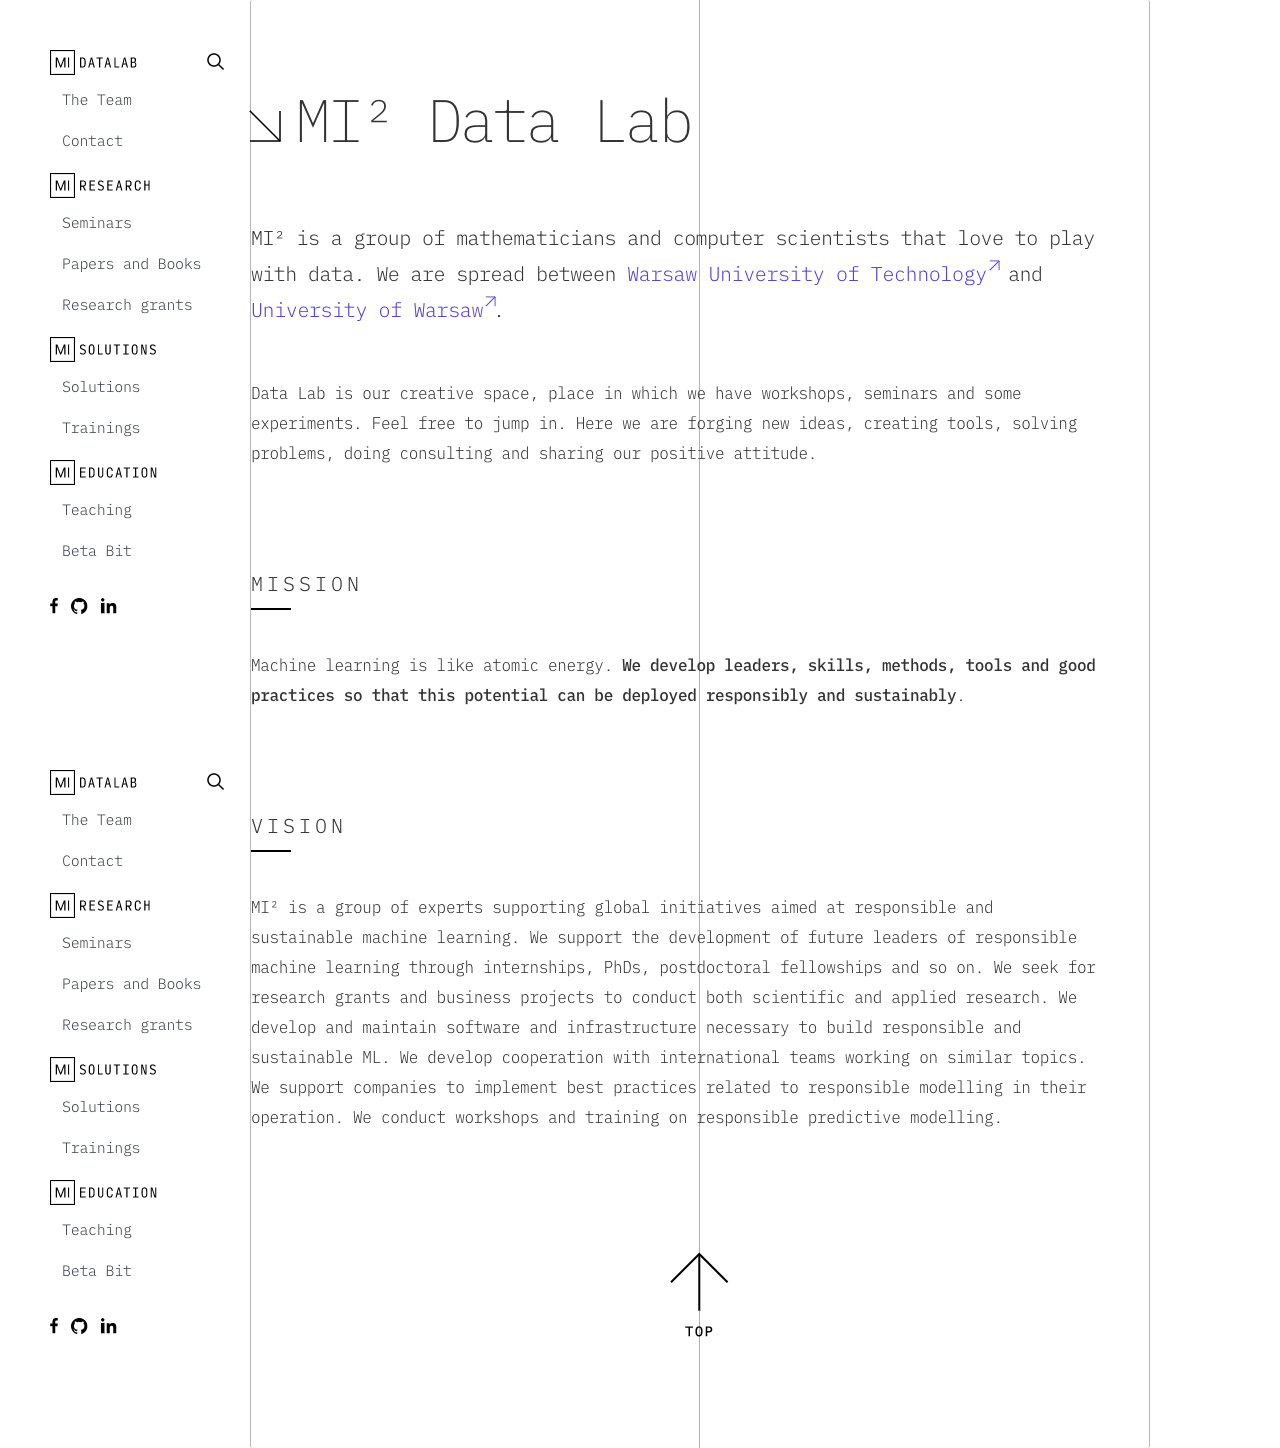 MI DATALAB
The Team
Contact
MI RESEARCH
Seminars
Papers and Books
Research grants
MI SOLUTIONS
Solutions
Trainings
MI EDUCATION
Teaching
Beta Bit
MI² Data Lab
MI² is a group of mathematicians and computer scientists that love to play
with data. We are spread between Warsaw University of Technology and
University of Warsaw.
Data Lab is our creative space, place in which we have workshops, seminars and some
experiments. Feel free to jump in. Here we are forging new ideas, creating tools, solving
problems, doing consulting and sharing our positive attitude.
MISSION
Machine learning is like atomic energy. We develop leaders, skills, methods, tools and good
practices so that this potential can be deployed responsibly and sustainably.
MI DATALAB
The Team
Contact
MI RESEARCH
Seminars
Papers and Books
Research grants
MI SOLUTIONS
Solutions
Trainings
MI EDUCATION
Teaching
Beta Bit
VISION
MI² is a group of experts supporting global initiatives aimed at responsible and
sustainable machine learning. We support the development of future leaders of responsible
machine learning through internships, PhDs, postdoctoral fellowships and so on. We seek for
research grants and business projects to conduct both scientific and applied research. We
develop and maintain software and infrastructure necessary to build responsible and
sustainable ML. We develop cooperation with international teams working on similar topics.
We support companies to implement best practices related to responsible modelling in their
operation. We conduct workshops and training on responsible predictive modelling.
TOP